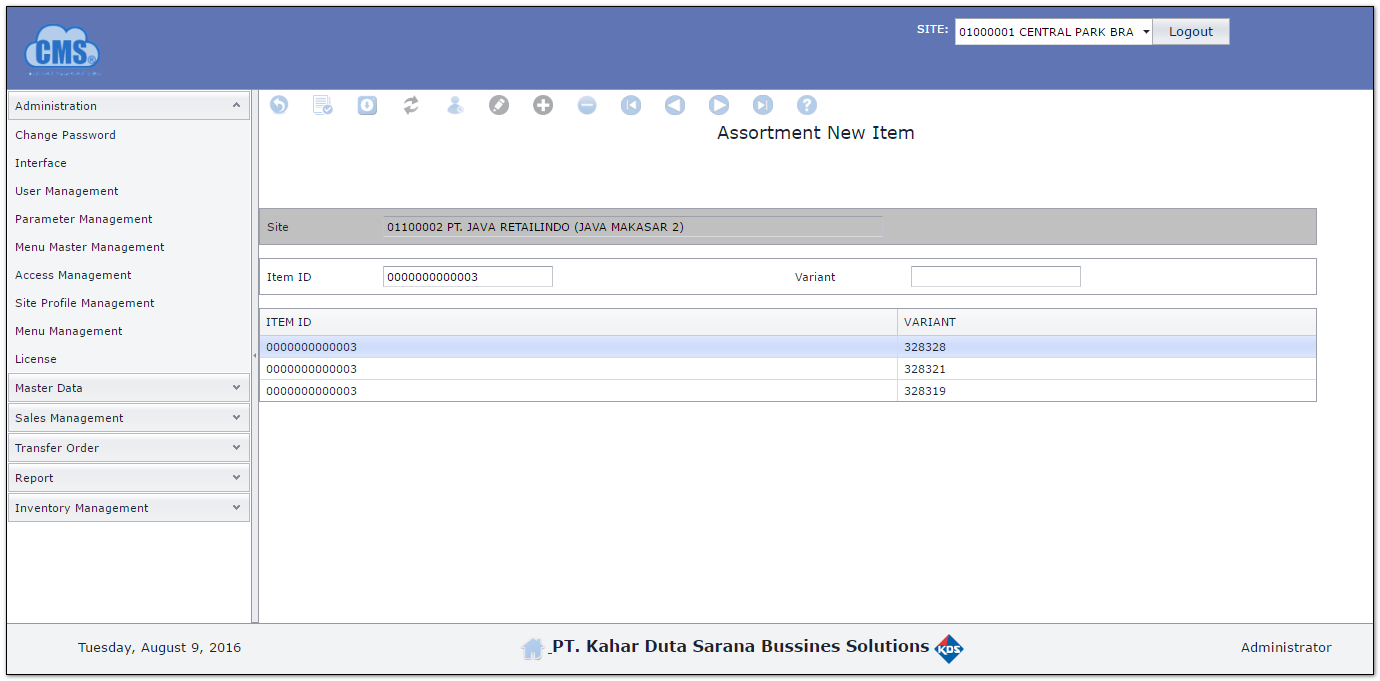 CMS
SITE: 01000001 CENTRAL PARK BRA Logout
Administration
Change Password
Interface
User Management
Parameter Management
Menu Master Management
Access Management
Site Profile Management
Menu Management
License
Master Data
Sales Management
Transfer Order
Report
Inventory Management
Assortment New Item
Site 01100002 PT. JAVA RETAILINDO (JAVA MAKASAR 2)
Item ID 0000000000003 Variant
ITEM ID VARIANT
0000000000003 328328
0000000000003 328321
0000000000003 328319
Tuesday, August 9, 2016
PT. Kahar Duta Sarana Bussines Solutions KDS
Administrator